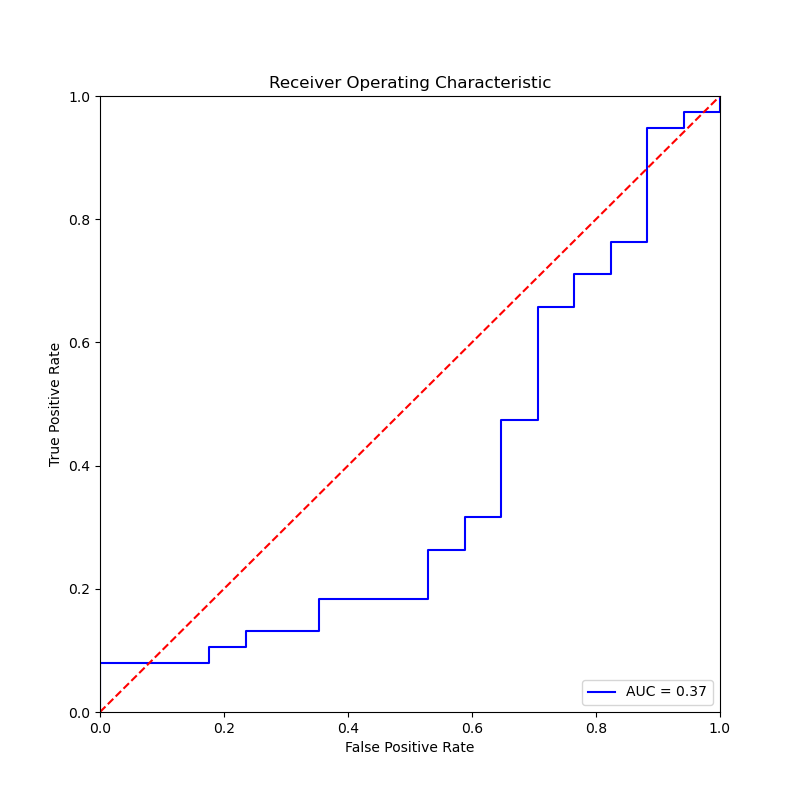 Receiver Operating Characteristic
1.0
0.8
0.6
0.4
0.2
0.0
True Positive Rate
AUC = 0.37
0.0 0.2 0.4 0.6 0.8 1.0
False Positive Rate